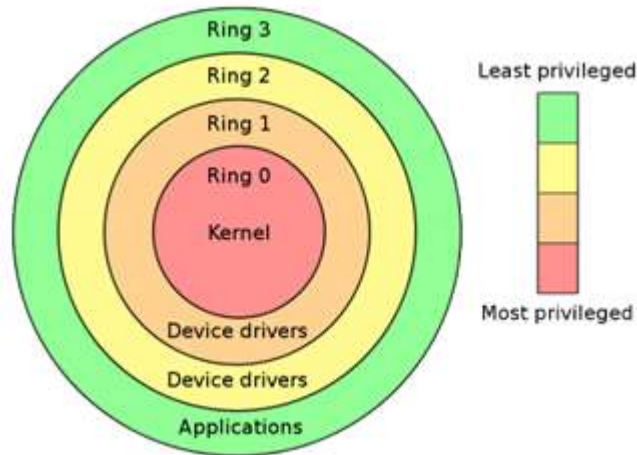 Ring 3
Ring 2
Ring 1
Ring 0
Kernel
Device drivers
Device drivers
Applications
Least privileged
Most privileged